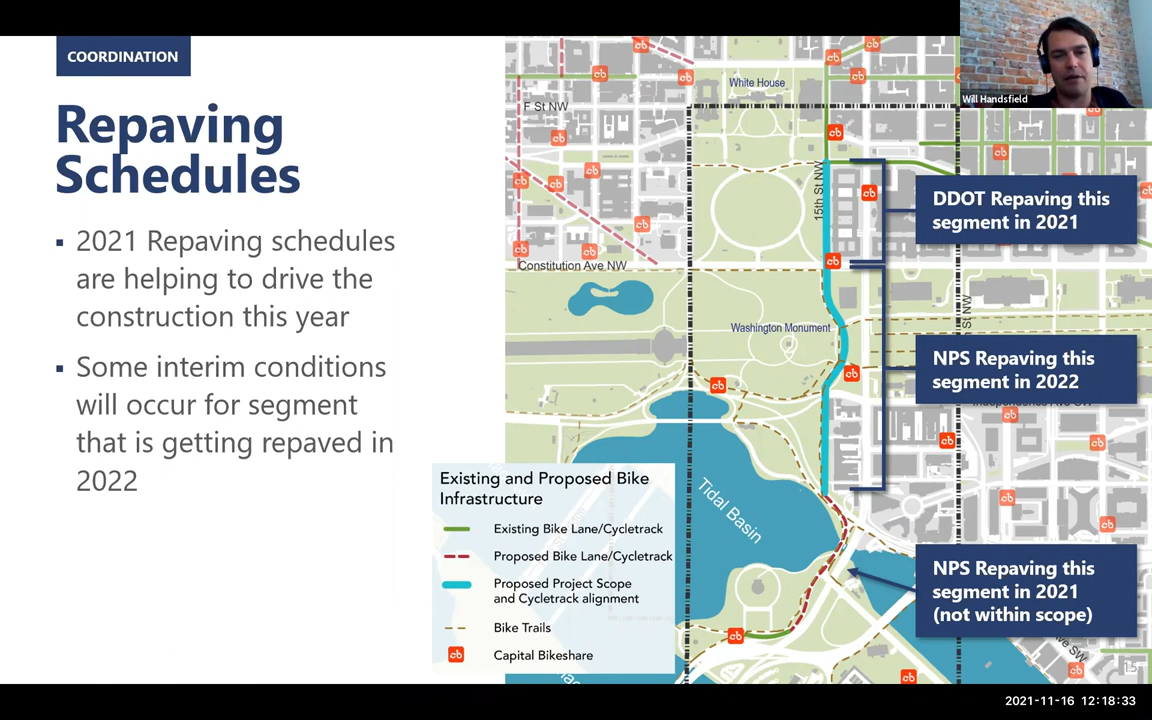 COORDINATION
Repaving
Schedules
▪ 2021 Repaving schedules
are helping to drive the
construction this year
▪ Some interim conditions
will occur for segment
that is getting repaved in
2022
White House
F St NW
15th St NW
Constitution Ave NW
Washington Monument
Tidal Basin
DDOT Repaving this
segment in 2021
NPS Repaving this
segment in 2022
NPS Repaving this
segment in 2021
(not within scope)
Existing and Proposed Bike
Infrastructure
Existing Bike Lane/Cycletrack
Proposed Bike Lane/Cycletrack
Proposed Project Scope
and Cycletrack alignment
Bike Trails
cb Capital Bikeshare
Will Handsfield
15
2021-11-16 12:18:33